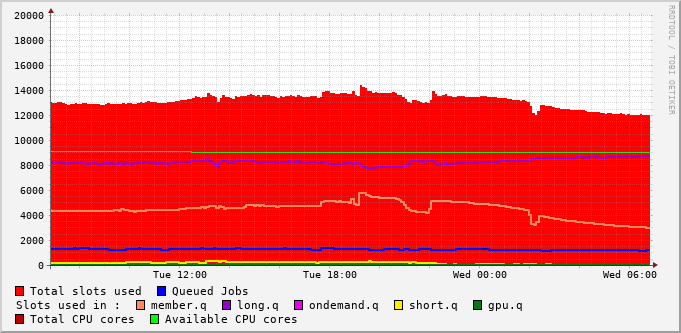 RRDTOOL / TOBI OETIKER
20000
18000
16000
14000
12000
10000
8000
6000
4000
2000
0
Tue 12:00 Tue 18:00 Wed 00:00 Wed 06:00
Total slots used Queued Jobs
Slots used in : member.q long.q ondemand.q short.q gpu.q
Total CPU cores Available CPU cores